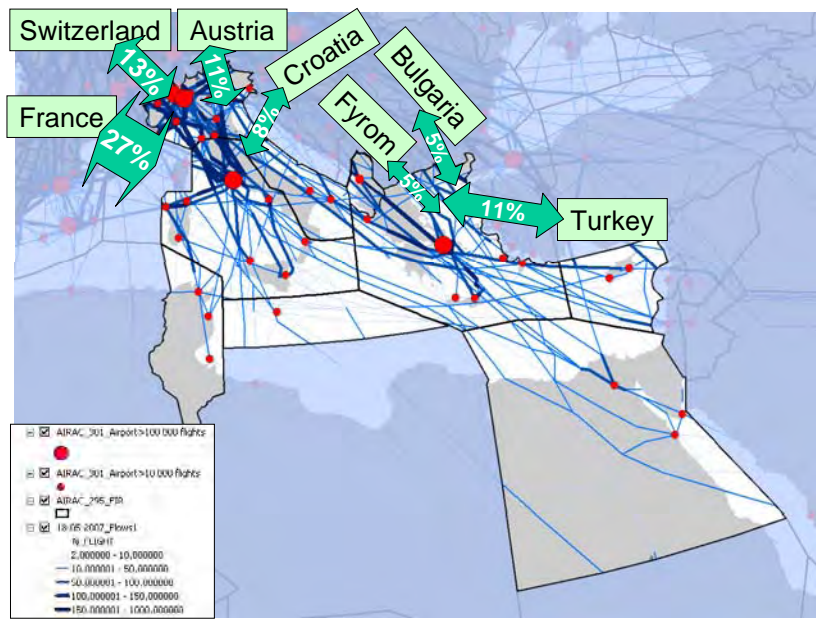 Switzerland
Austria
Croatia
Bulgaria
Fyrom
France
Turkey
13%
11%
8%
5%
5%
27%
11%
AIRAC_301_Airport>100 000 flights
AIRAC_301_Airport>10 000 flights
AIRAC_295_FIR
18-05-2007_Flows1
N_FLIGHT
2,000000 - 10,000000
10,000001 - 50,000000
50,000001 - 100,000000
100,000001 - 150,000000
150,000001 - 1000,000000